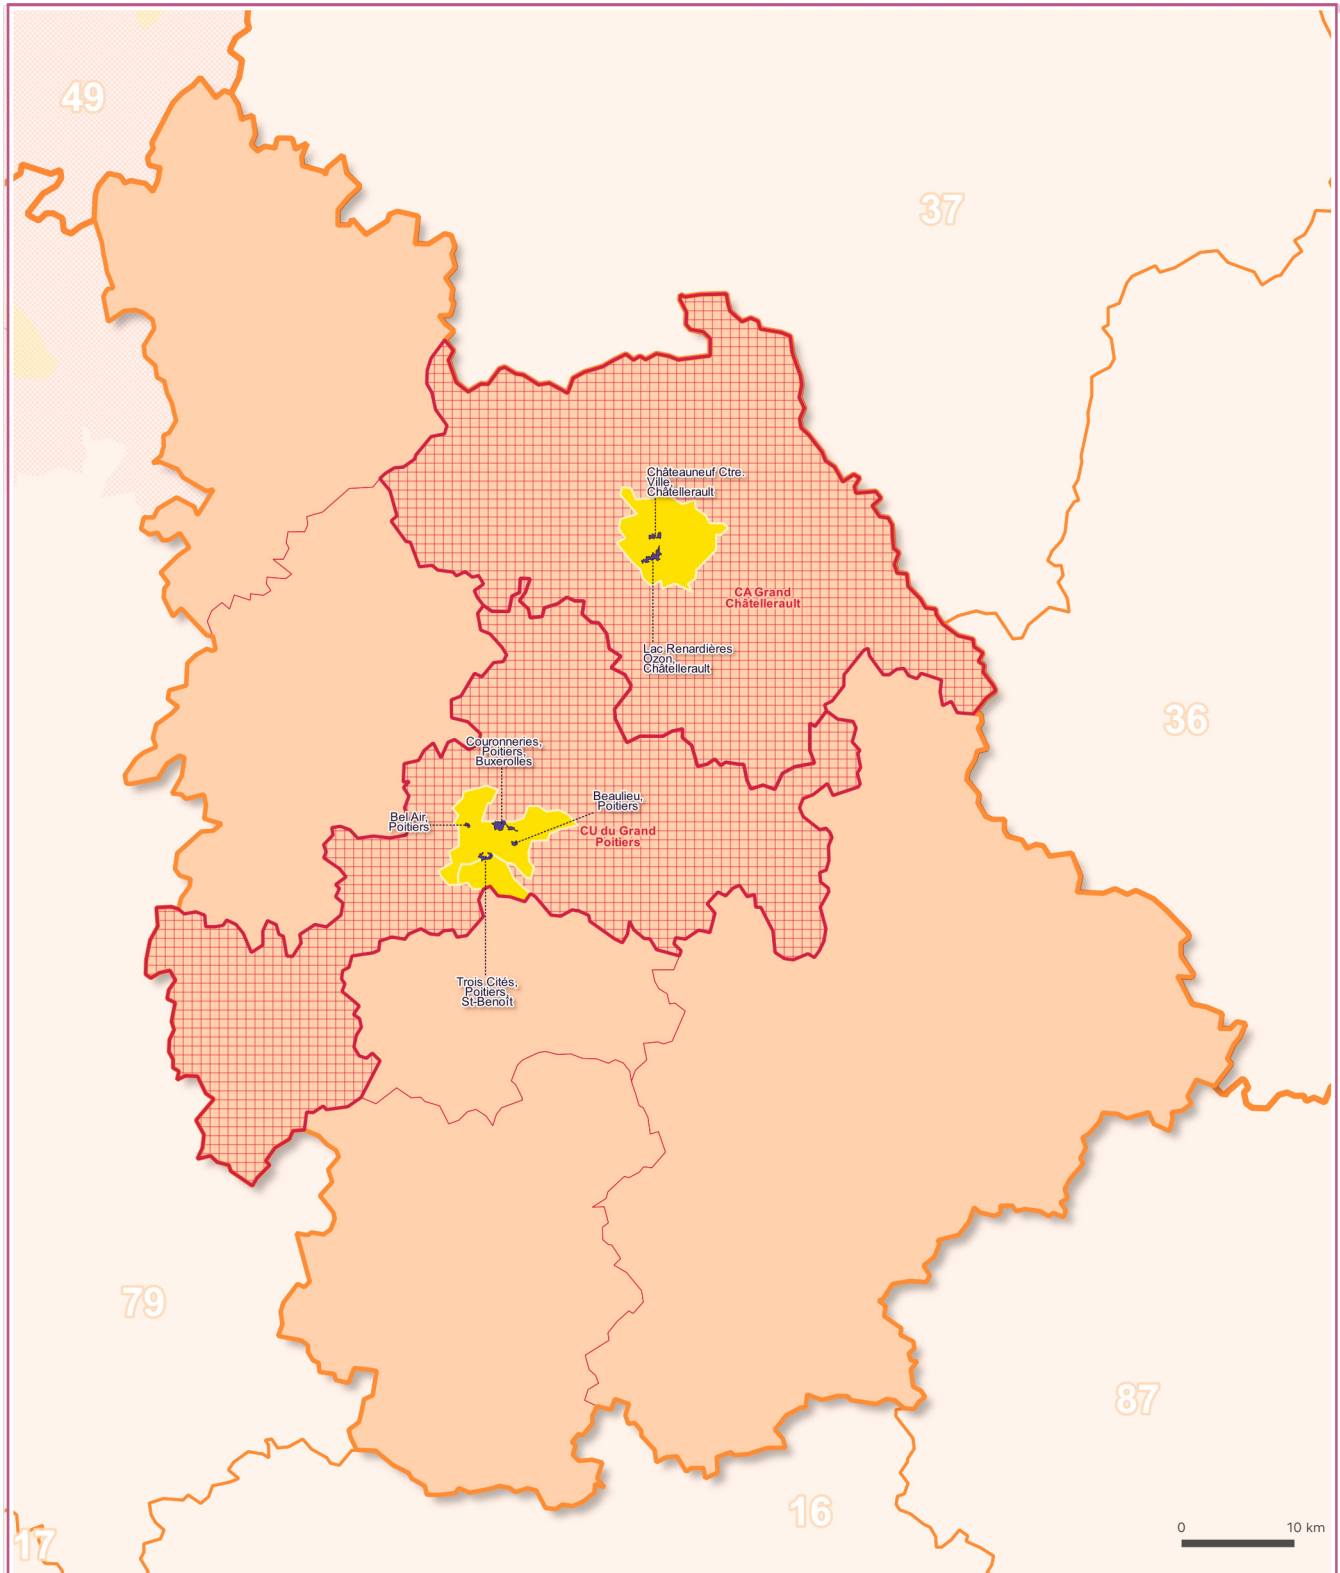 49
37
Châteauneuf Ctre.
Ville,
Châtellerault
CA Grand
Châtellerault
Lac Renardières
Ozon,
Châtellerault
36
Couronneries,
Poitiers,
Buxerolles
Beaulieu,
Poitiers
Bel Air,
Poitiers
CU du Grand
Poitiers
Trois Cités,
Poitiers,
St-Benoît
79
87
16
17
0 10 km